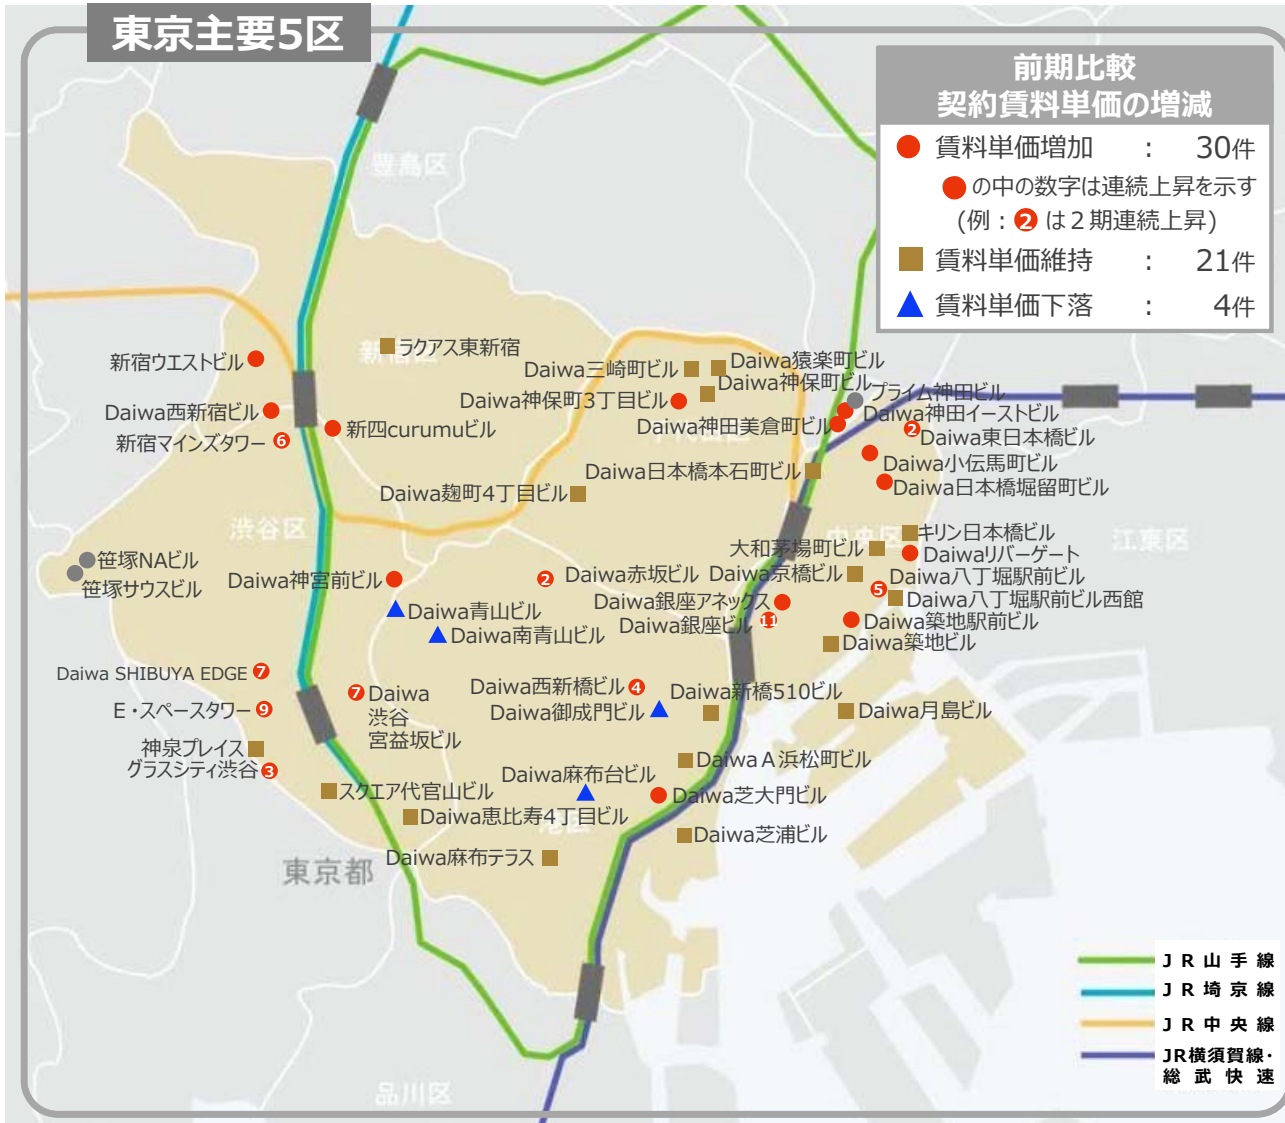 東京主要5区
前期比較
契約賃料単価の増減
賃料単価増加 : 30件
の中の数字は連続上昇を示す
(例：2は２期連続上昇)
賃料単価維持 : 21件
賃料単価下落 : 4件
豊島区
新宿区
ラクアス東新宿
新宿ウエストビル
Daiwa西新宿ビル
新宿マインズタワー 6
新四curumuビル
Daiwa三崎町ビル
Daiwa猿楽町ビル
Daiwa神保町ビル
Daiwa神保町3丁目ビル
プライム神田ビル
Daiwa神田イーストビル
Daiwa神田美倉町ビル
千代田区
2
Daiwa東日本橋ビル
Daiwa小伝馬町ビル
Daiwa日本橋本石町ビル
Daiwa日本橋堀留町ビル
Daiwa麹町4丁目ビル
渋谷区
中央区
江東区
キリン日本橋ビル
大和茅場町ビル
Daiwaリバーゲート
笹塚NAビル
笹塚サウスビル
Daiwa神宮前ビル
2 Daiwa赤坂ビル
Daiwa京橋ビル
5 Daiwa八丁堀駅前ビル
Daiwa八丁堀駅前ビル西館
Daiwa青山ビル
Daiwa銀座アネックス
Daiwa銀座ビル 11
Daiwa築地駅前ビル
Daiwa南青山ビル
Daiwa築地ビル
Daiwa SHIBUYA EDGE 7
7 Daiwa
渋谷
宮益坂ビル
Daiwa西新橋ビル 4
Daiwa新橋510ビル
E・スペースタワー 9
Daiwa御成門ビル
Daiwa月島ビル
神泉プレイス
グラスシティ渋谷 3
DaiwaＡ浜松町ビル
Daiwa麻布台ビル
スクエア代官山ビル
Daiwa芝大門ビル
Daiwa恵比寿4丁目ビル
港区
Daiwa芝浦ビル
Daiwa麻布テラス
東京都
品川区
ＪＲ山手線
ＪＲ埼京線
ＪＲ中央線
JR横須賀線・
総武快速